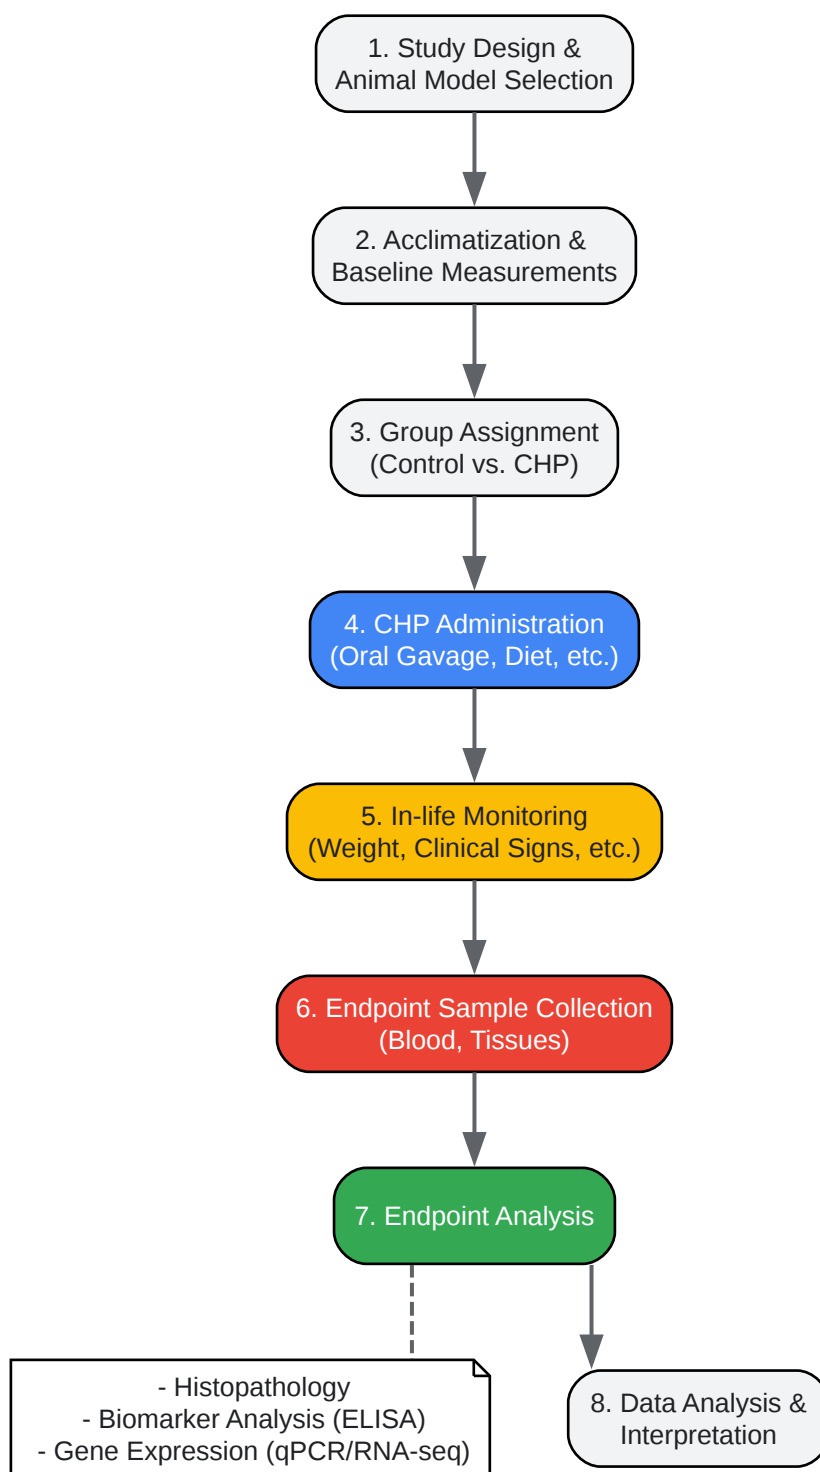 1. Study Design &
Animal Model Selection
2. Acclimatization &
Baseline Measurements
3. Group Assignment
(Control vs. CHP)
4. CHP Administration
(Oral Gavage, Diet, etc.)
5. In-life Monitoring
(Weight, Clinical Signs, etc.)
6. Endpoint Sample Collection
(Blood, Tissues)
7. Endpoint Analysis
- Histopathology
- Biomarker Analysis (ELISA)
- Gene Expression (qPCR/RNA-seq)
8. Data Analysis &
Interpretation